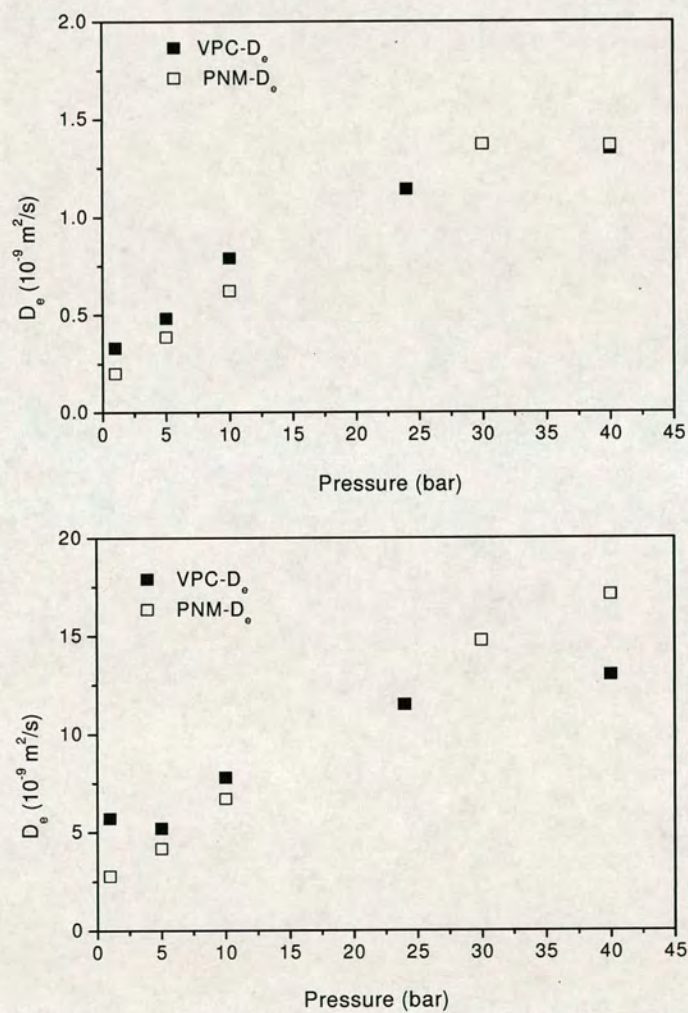 2.0
VPC-Dₑ
PNM-Dₑ
1.5
1.0
0.5
0.0
0 5 10 15 20 25 30 35 40 45
Dₑ (10⁻⁹ m²/s)
Pressure (bar)
20
VPC-Dₑ
PNM-Dₑ
15
10
5
0
0 5 10 15 20 25 30 35 40 45
Dₑ (10⁻⁹ m²/s)
Pressure (bar)